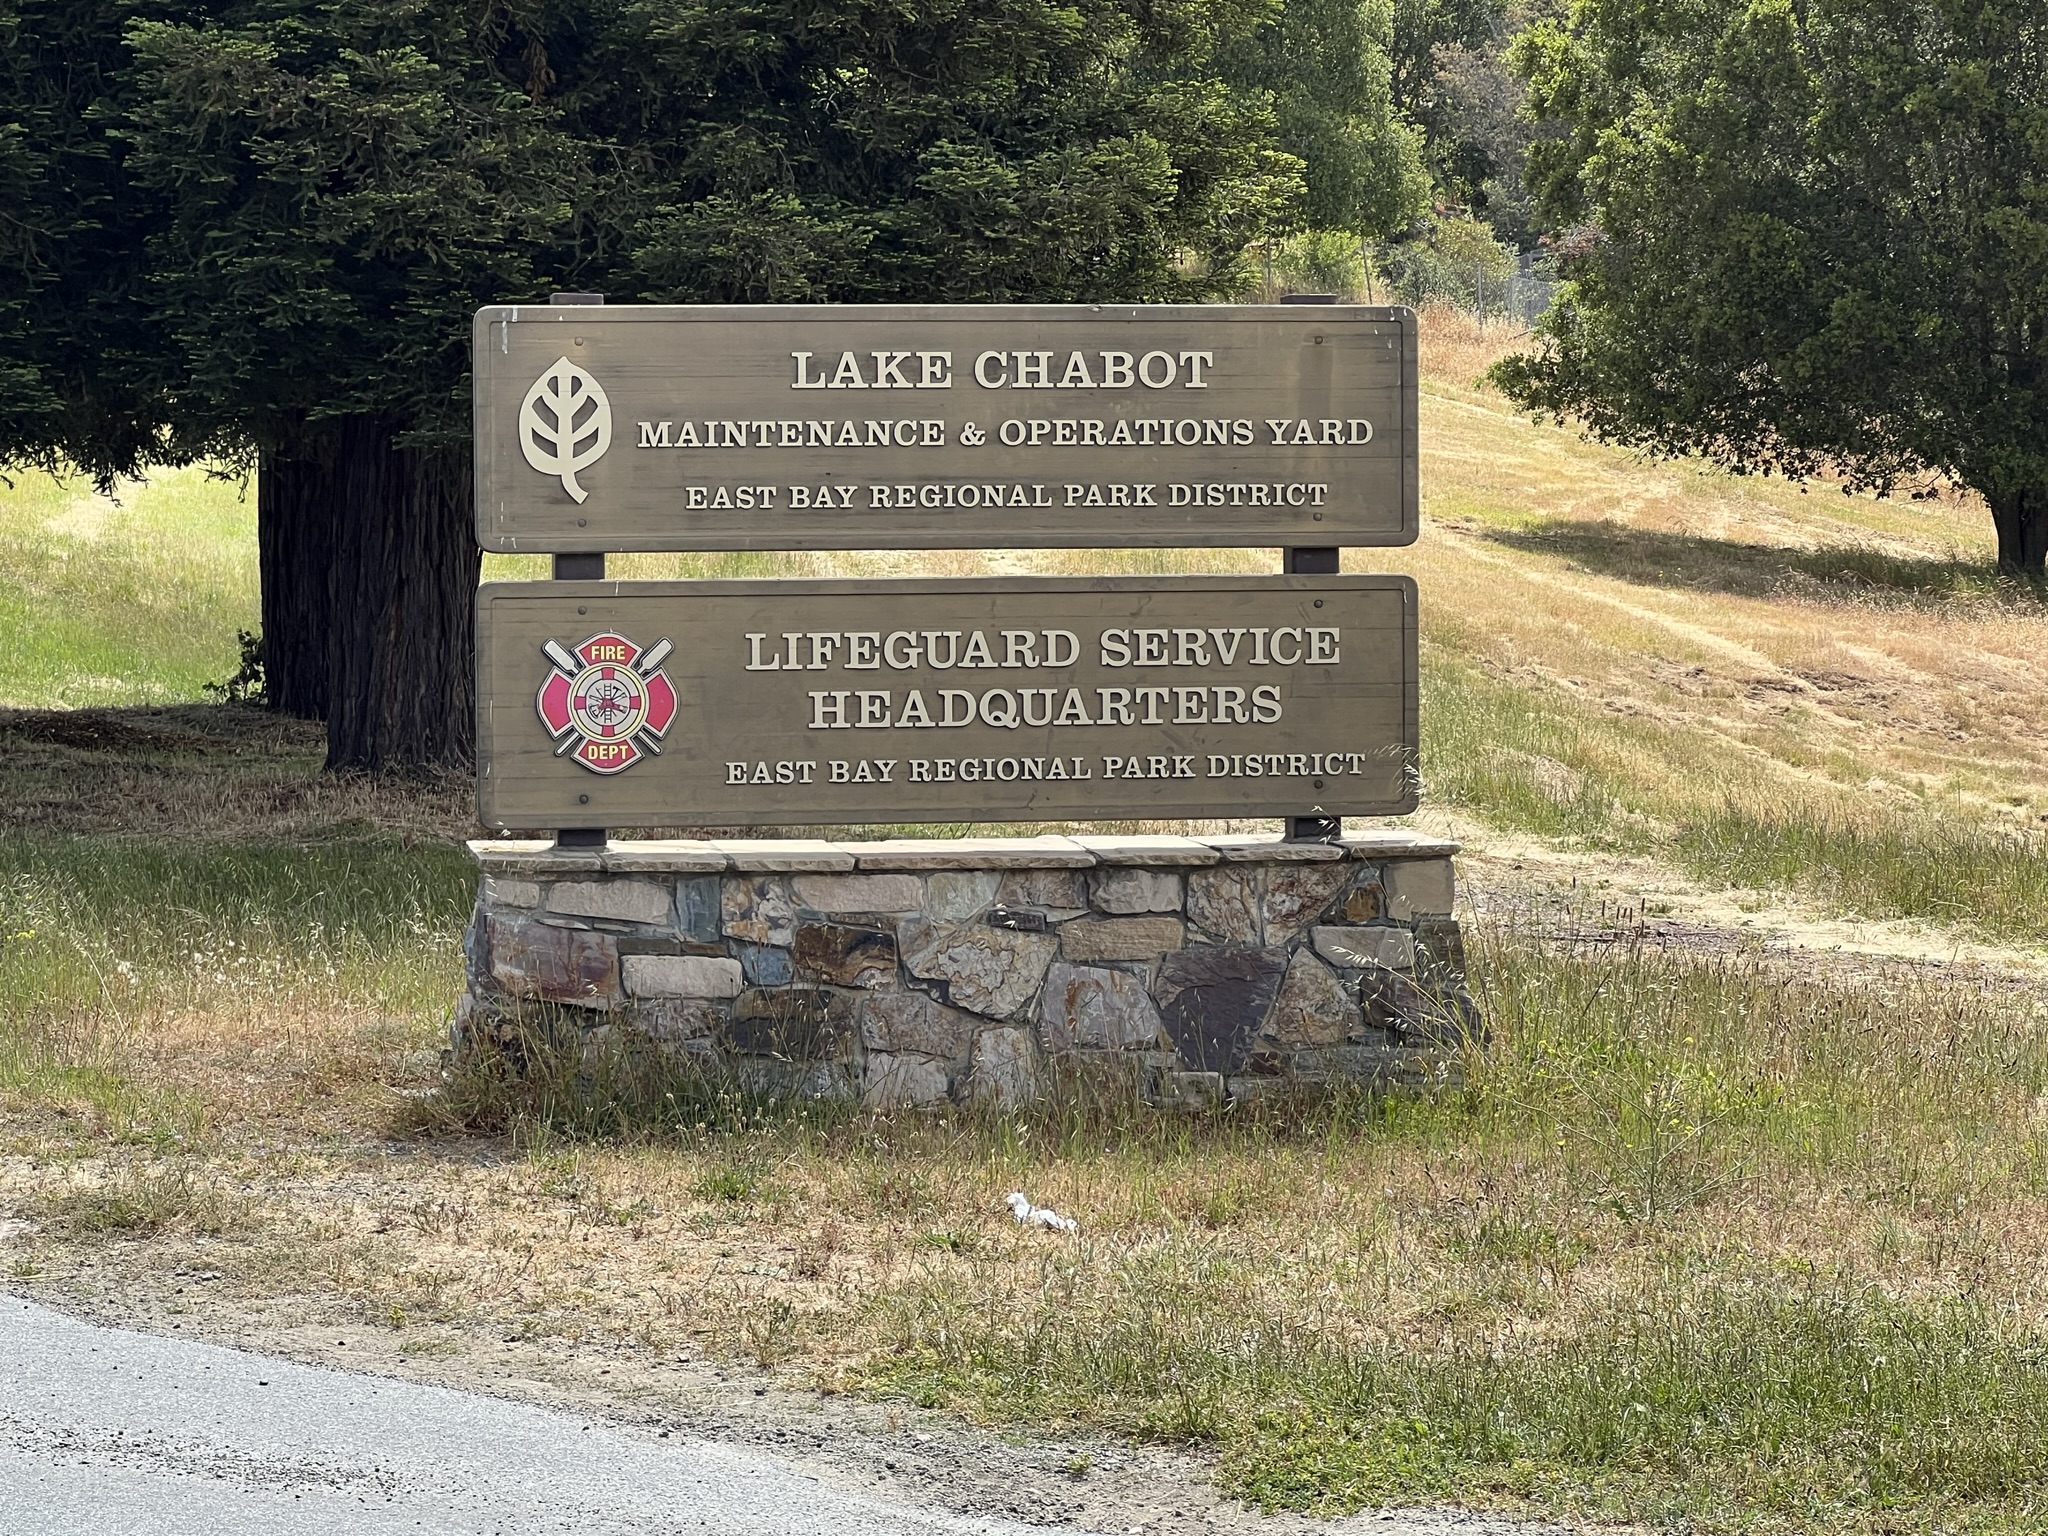 LAKE CHABOT
MAINTENANCE & OPERATIONS YARD
EAST BAY REGIONAL PARK DISTRICT
FIRE
DEPT
LIFEGUARD SERVICE
HEADQUARTERS
EAST BAY REGIONAL PARK DISTRICT